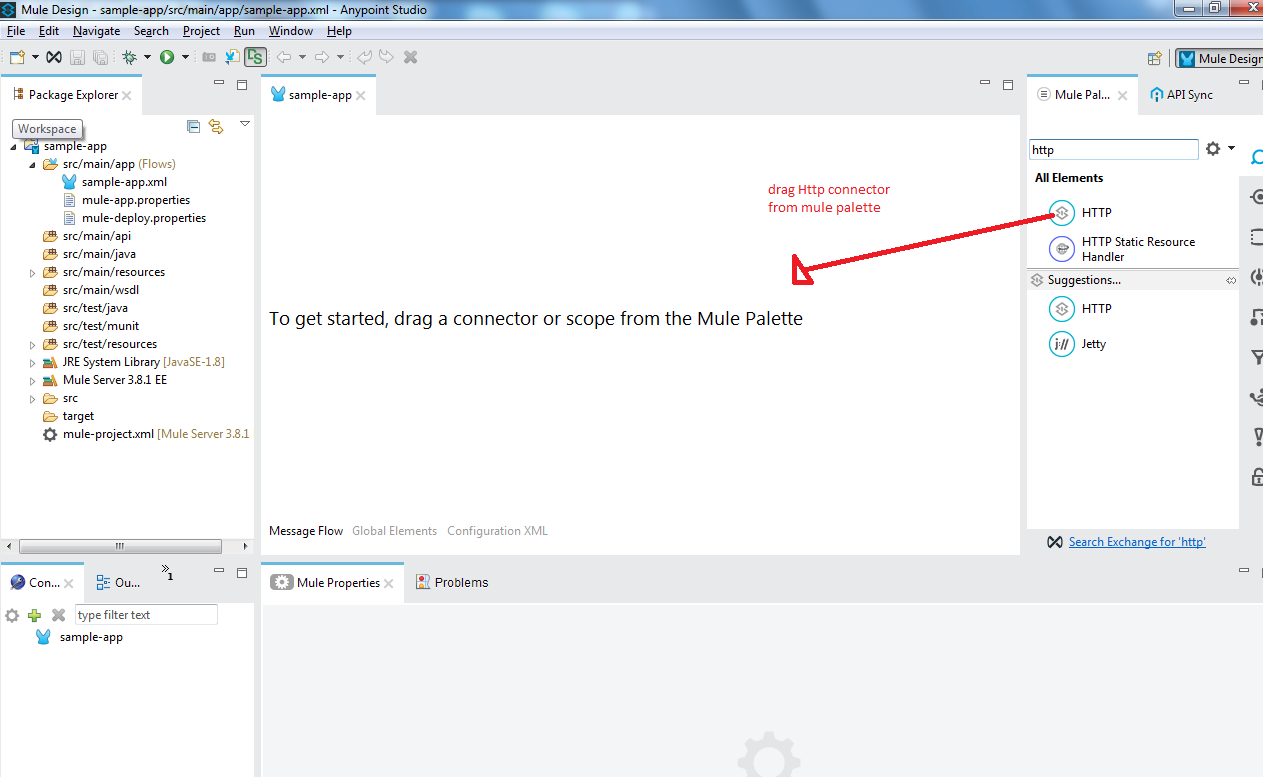 Mule Design - sample-app/src/main/app/sample-app.xml - Anypoint Studio
File Edit Navigate Search Project Run Window Help
Mule Design
Package Explorer
Workspace
sample-app
src/main/app (Flows)
sample-app.xml
mule-app.properties
mule-deploy.properties
src/main/api
src/main/java
src/main/resources
src/main/wsdl
src/test/java
src/test/munit
src/test/resources
JRE System Library [JavaSE-1.8]
Mule Server 3.8.1 EE
src
target
mule-project.xml [Mule Server 3.8.1
sample-app
drag Http connector
from mule palette
To get started, drag a connector or scope from the Mule Palette
Message Flow Global Elements Configuration XML
Mule Pal... API Sync
http
All Elements
HTTP
HTTP Static Resource
Handler
Suggestions...
HTTP
j:// Jetty
Search Exchange for 'http'
Con... Ou... »1
type filter text
sample-app
Mule Properties Problems